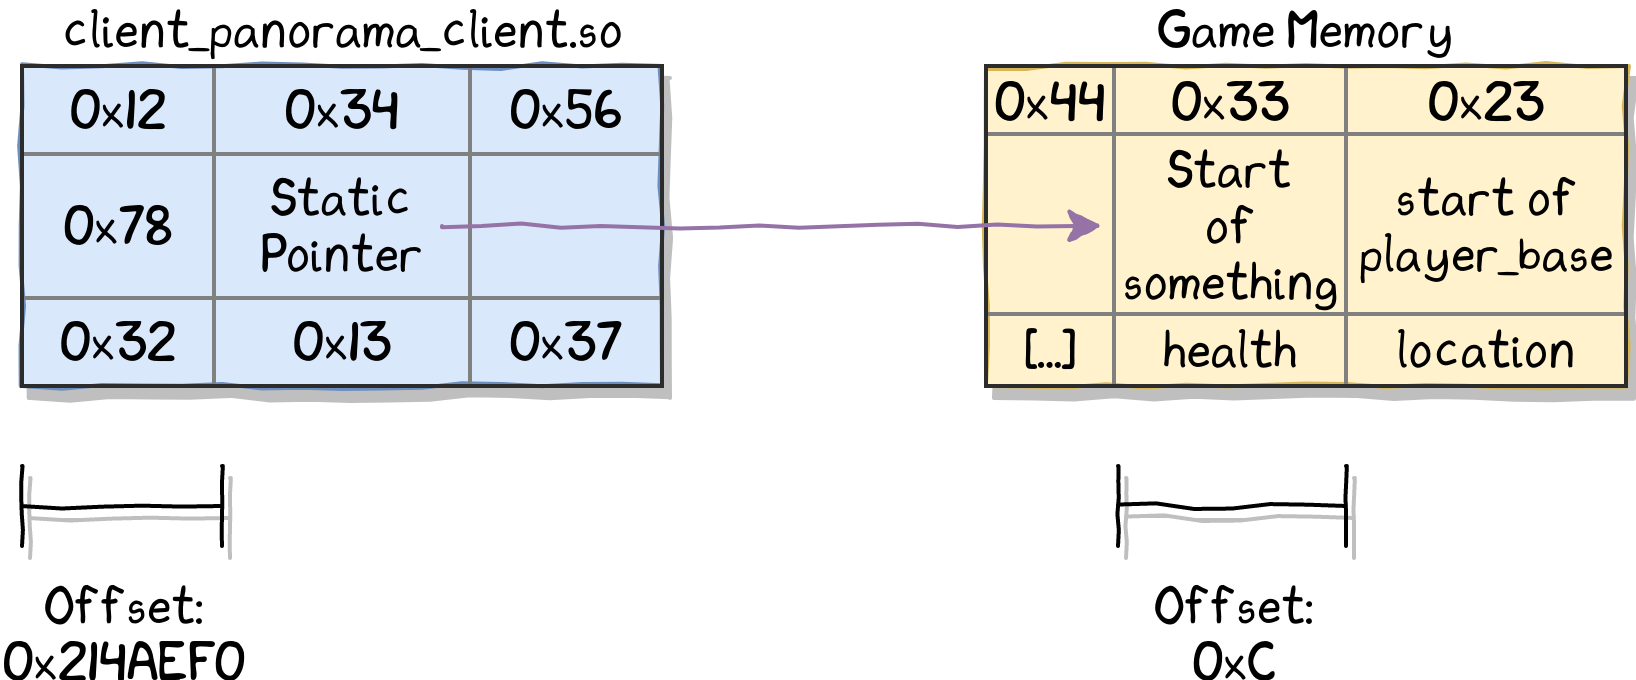 client_panorama_client.so
0x12 0x34 0x56
0x78
Static
Pointer
0x32 0x13 0x37
Offset:
0x214AEF0
Game Memory
0x44 0x33 0x23
Start
of
something
start of
player_base
[...] health location
Offset:
0xC